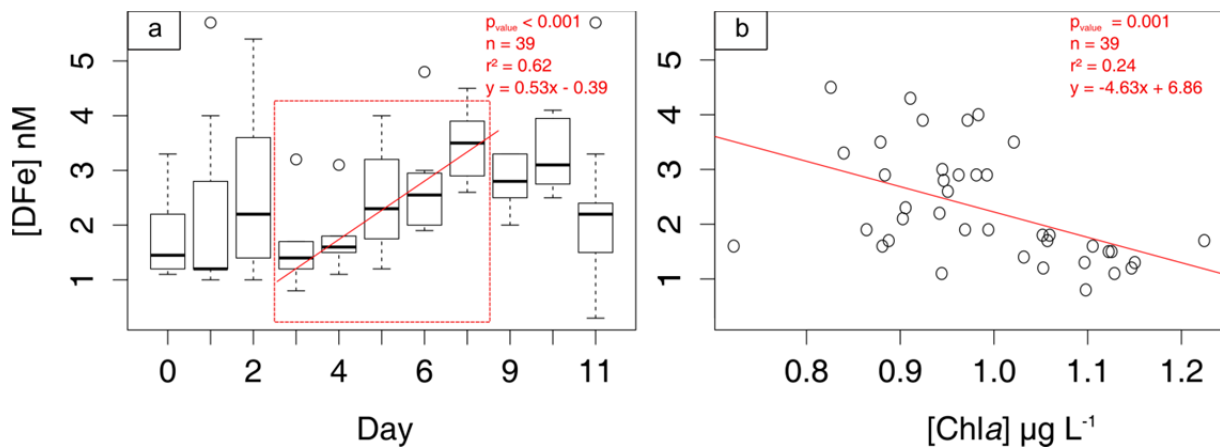 a
p value < 0.001
n = 39
r² = 0.62
y = 0.53x - 0.39
[DFe] nM
5
4
3
2
1
0 2 4 6 9 11
Day
b
p value = 0.001
n = 39
r² = 0.24
y = -4.63x + 6.86
5
4
3
2
1
0.8 0.9 1.0 1.1 1.2
[Chla] µg L⁻¹